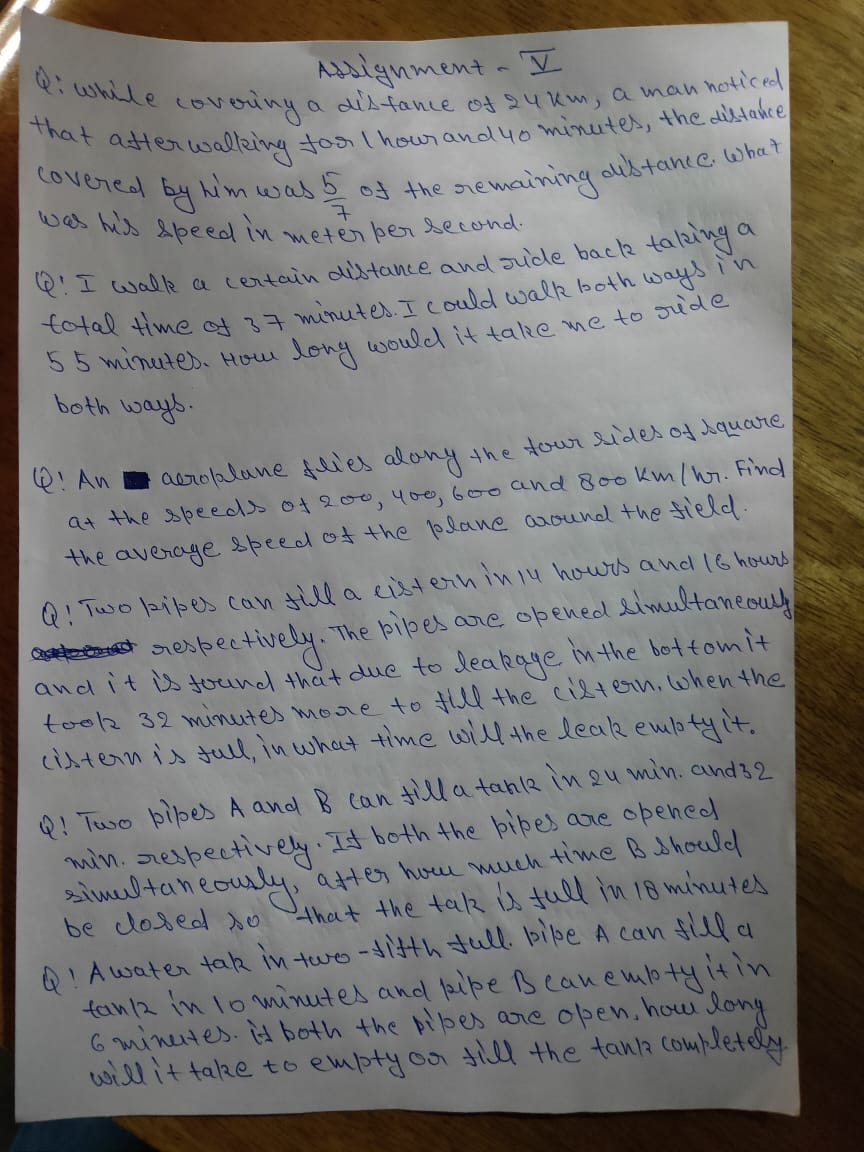 Assignment - V
Q: while covering a distance of 24 km, a man noticed
that after walking for 1 hour and 40 minutes, the distance
covered by him was 5/7 of the remaining distance. What
was his speed in meter per second.
Q! I walk a certain distance and ride back taking a
total time of 37 minutes. I could walk both ways in
55 minutes. How long would it take me to ride
both ways.
Q! An aeroplane flies along the four sides of square
at the speeds of 200, 400, 600 and 800 km/hr. Find
the average speed of the plane around the field.
Q! Two pipes can fill a cistern in 14 hours and 16 hours
respectively. The pipes are opened simultaneously
and it is found that due to leakage in the bottom it
took 32 minutes more to fill the cistern. When the
cistern is full, in what time will the leak empty it.
Q! Two pipes A and B can fill a tank in 24 min. and 32
min. respectively. If both the pipes are opened
simultaneously, after how much time B should
be closed so that the tak is full in 18 minutes
Q! A water tak in two-fifth full. pipe A can fill a
tank in 10 minutes and pipe B can empty it in
6 minutes. if both the pipes are open, how long
will it take to empty or fill the tank completely.